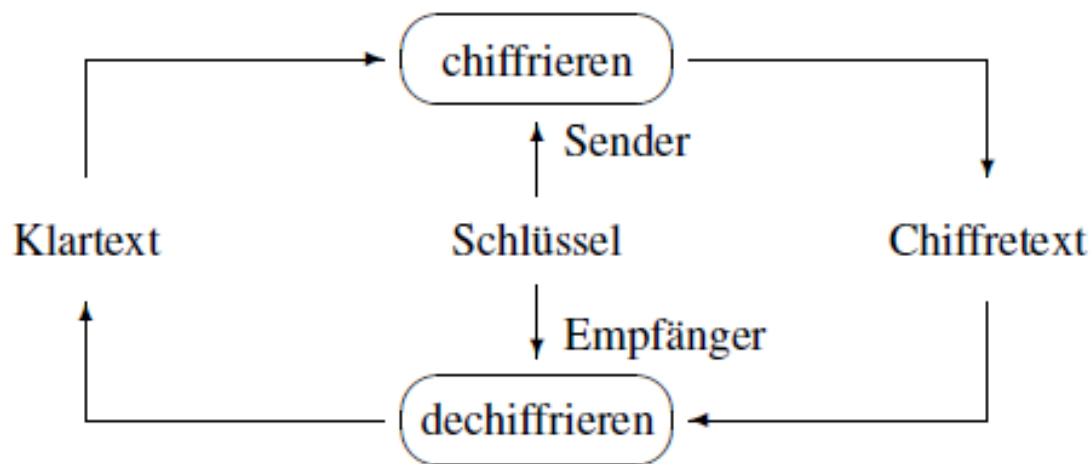 chiffrieren
Sender
Klartext
Schlüssel
Chiffretext
Empfänger
dechiffrieren